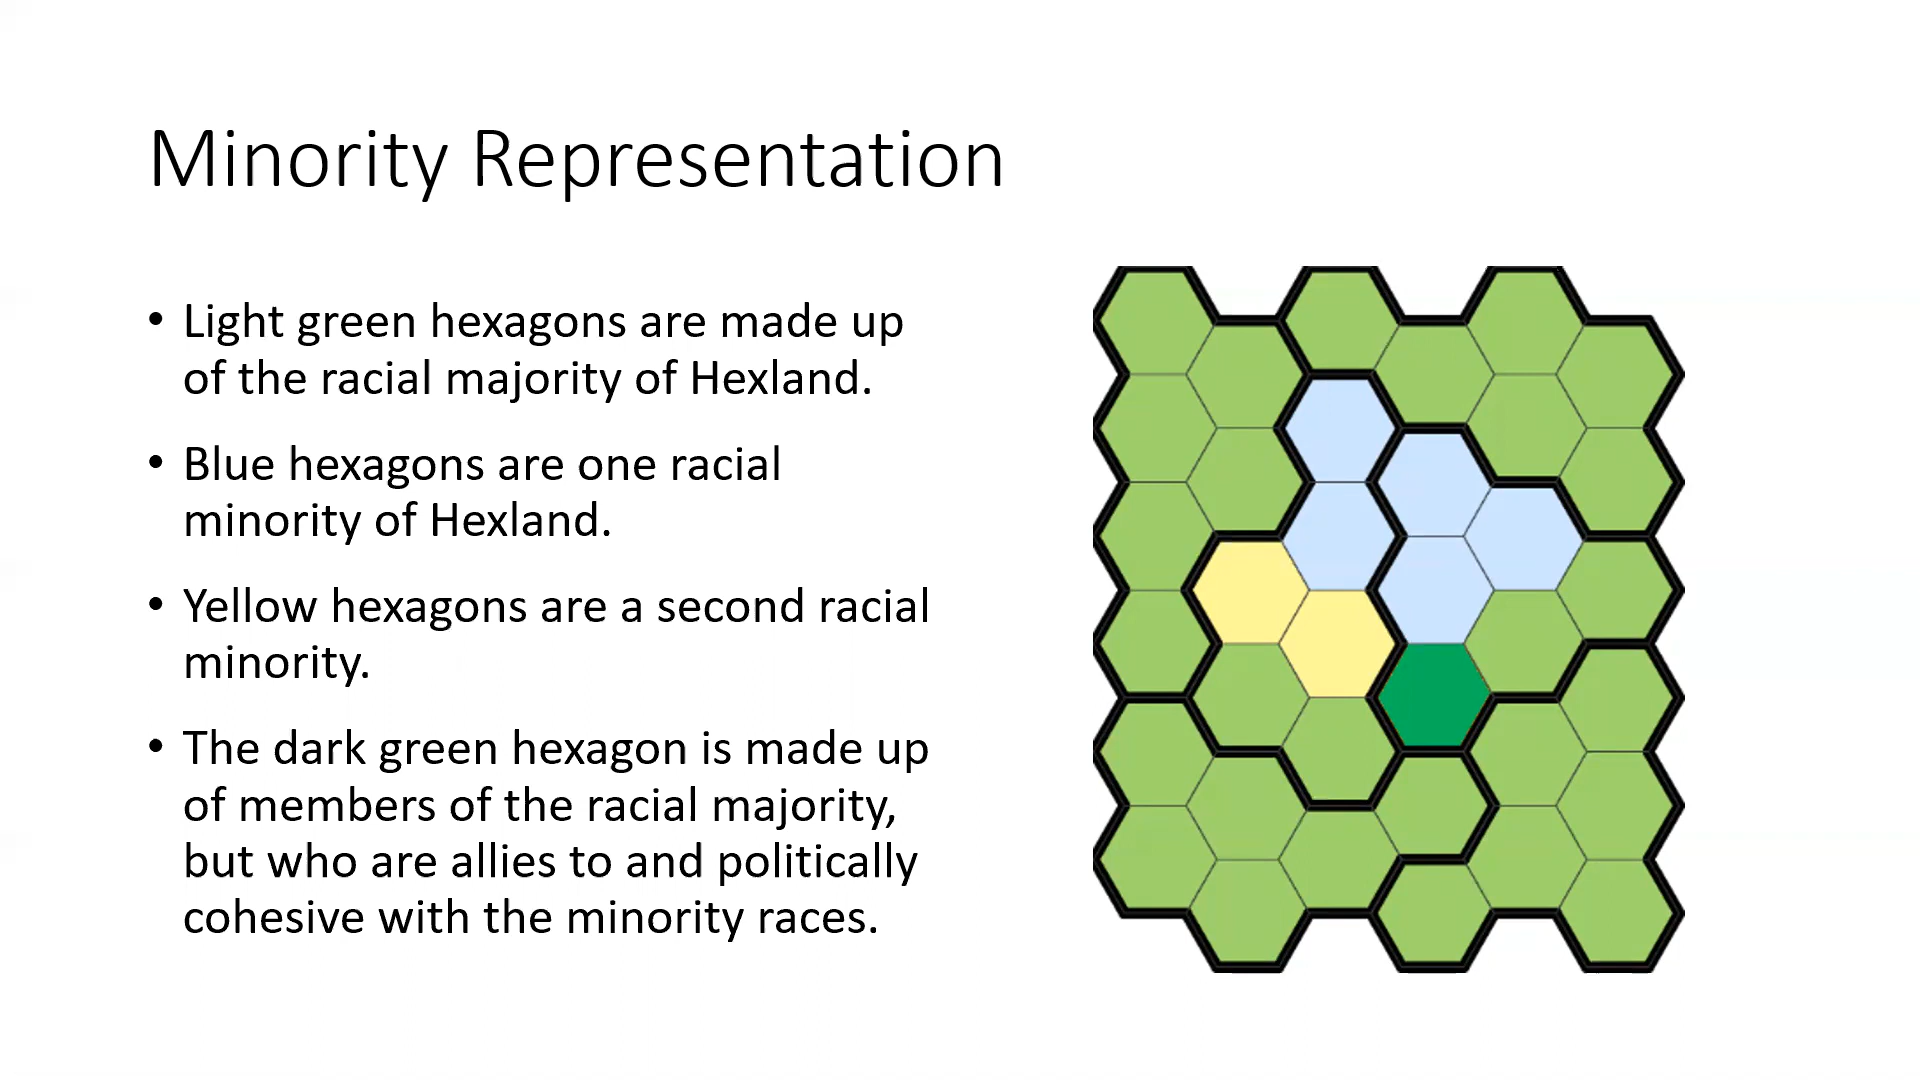 Minority Representation
• Light green hexagons are made up
of the racial majority of Hexland.
• Blue hexagons are one racial
minority of Hexland.
• Yellow hexagons are a second racial
minority.
• The dark green hexagon is made up
of members of the racial majority,
but who are allies to and politically
cohesive with the minority races.